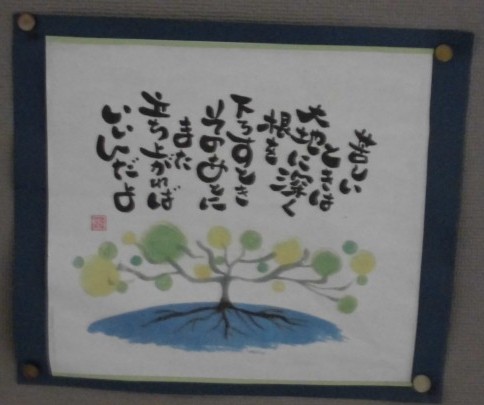 苦しい
ときは
大地に深く
根を
下ろすとき
そのあとに
また
立ち上がれば
いいんだよ